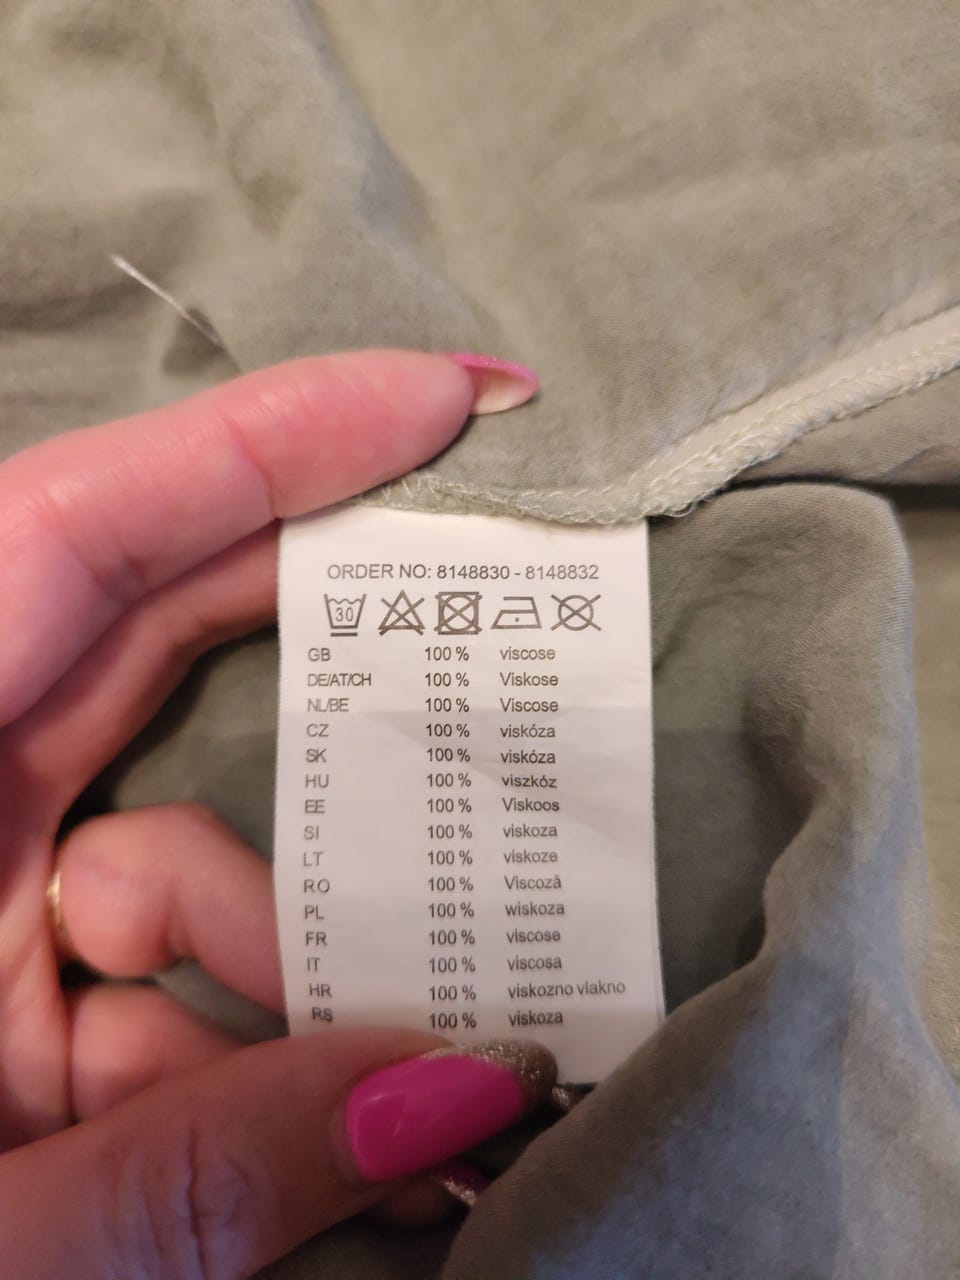 ORDER NO: 8148830 - 8148832
30
GB 100 % viscose
DE/AT/CH 100 % Viskose
NL/BE 100 % Viscose
CZ 100 % viskóza
SK 100 % viskóza
HU 100 % viszkóz
EE 100 % Viskoos
SI 100 % viskoza
LT 100 % viskoze
RO 100 % Viscoză
PL 100 % wiskoza
FR 100 % viscose
IT 100 % viscosa
HR 100 % viskozno vlakno
RS 100 % viskoza